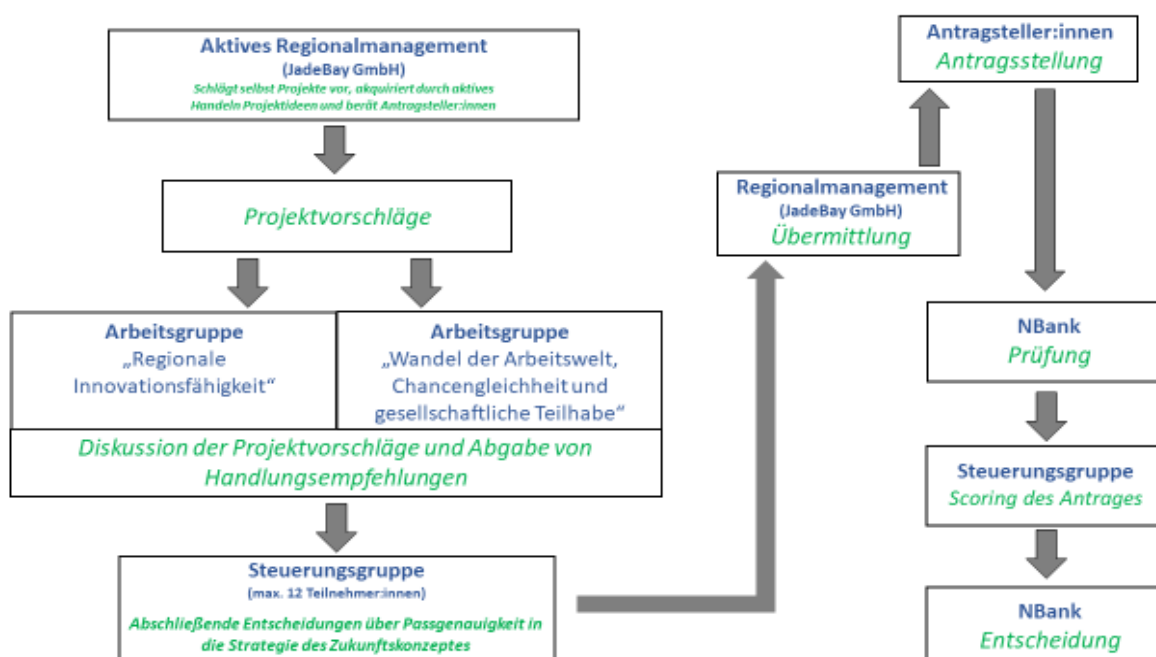 Aktives Regionalmanagement
(JadeBay GmbH)
Schlägt selbst Projekte vor, akquiriert durch aktives
Handeln Projektideen und berät Antragsteller:innen
Projektvorschläge
Arbeitsgruppe
„Regionale
Innovationsfähigkeit“
Arbeitsgruppe
„Wandel der Arbeitswelt,
Chancengleichheit und
gesellschaftliche Teilhabe“
Diskussion der Projektvorschläge und Abgabe von
Handlungsempfehlungen
Steuerungsgruppe
(max. 12 Teilnehmer:innen)
Abschließende Entscheidungen über Passgenauigkeit in
die Strategie des Zukunftskonzeptes
Regionalmanagement
(JadeBay GmbH)
Übermittlung
Antragsteller:innen
Antragsstellung
NBank
Prüfung
Steuerungsgruppe
Scoring des Antrages
NBank
Entscheidung